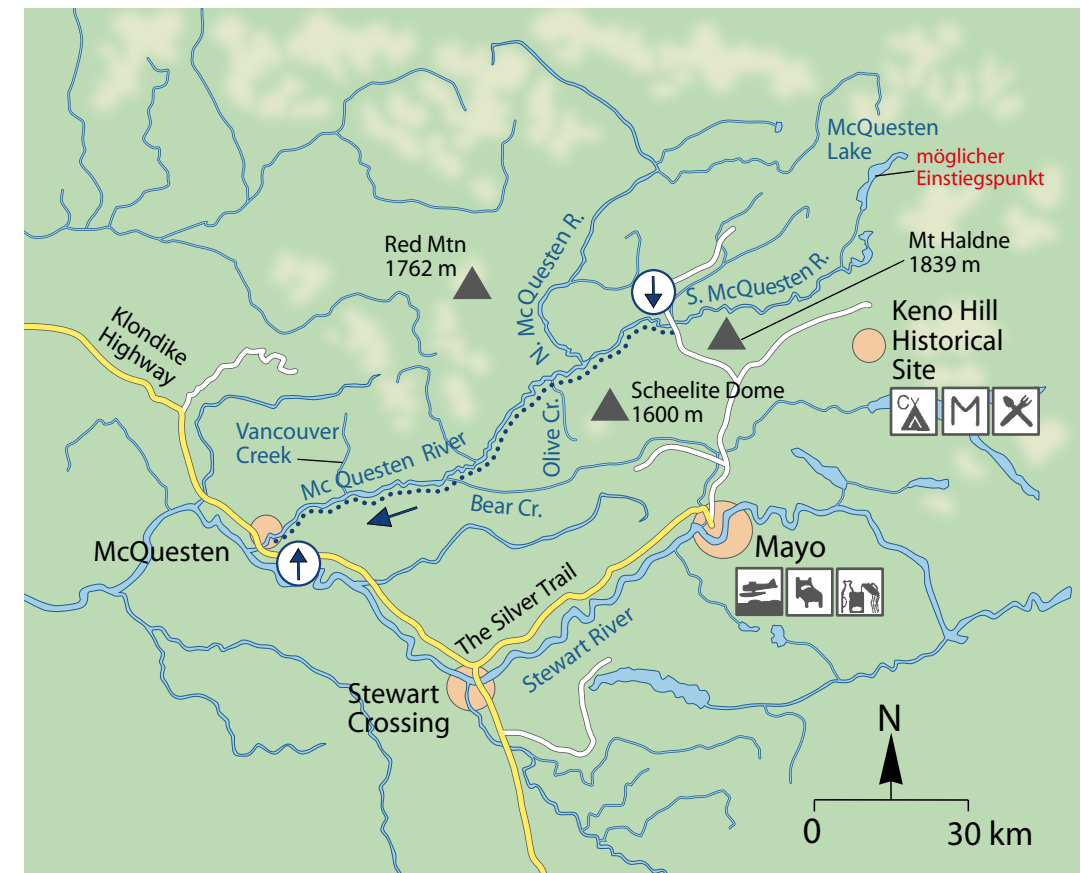 McQuesten
Lake
möglicher
Einstiegspunkt
Red Mtn
1762 m
N. McQuesten R.
S. McQuesten R.
Mt Haldne
1839 m
Klondike
Highway
Keno Hill
Historical
Site
Scheelite Dome
1600 m
Cy
Olive Cr.
Vancouver
Creek
Mc Questen River
Bear Cr.
McQuesten
Mayo
The Silver Trail
Stewart River
Stewart
Crossing
N
0 30 km